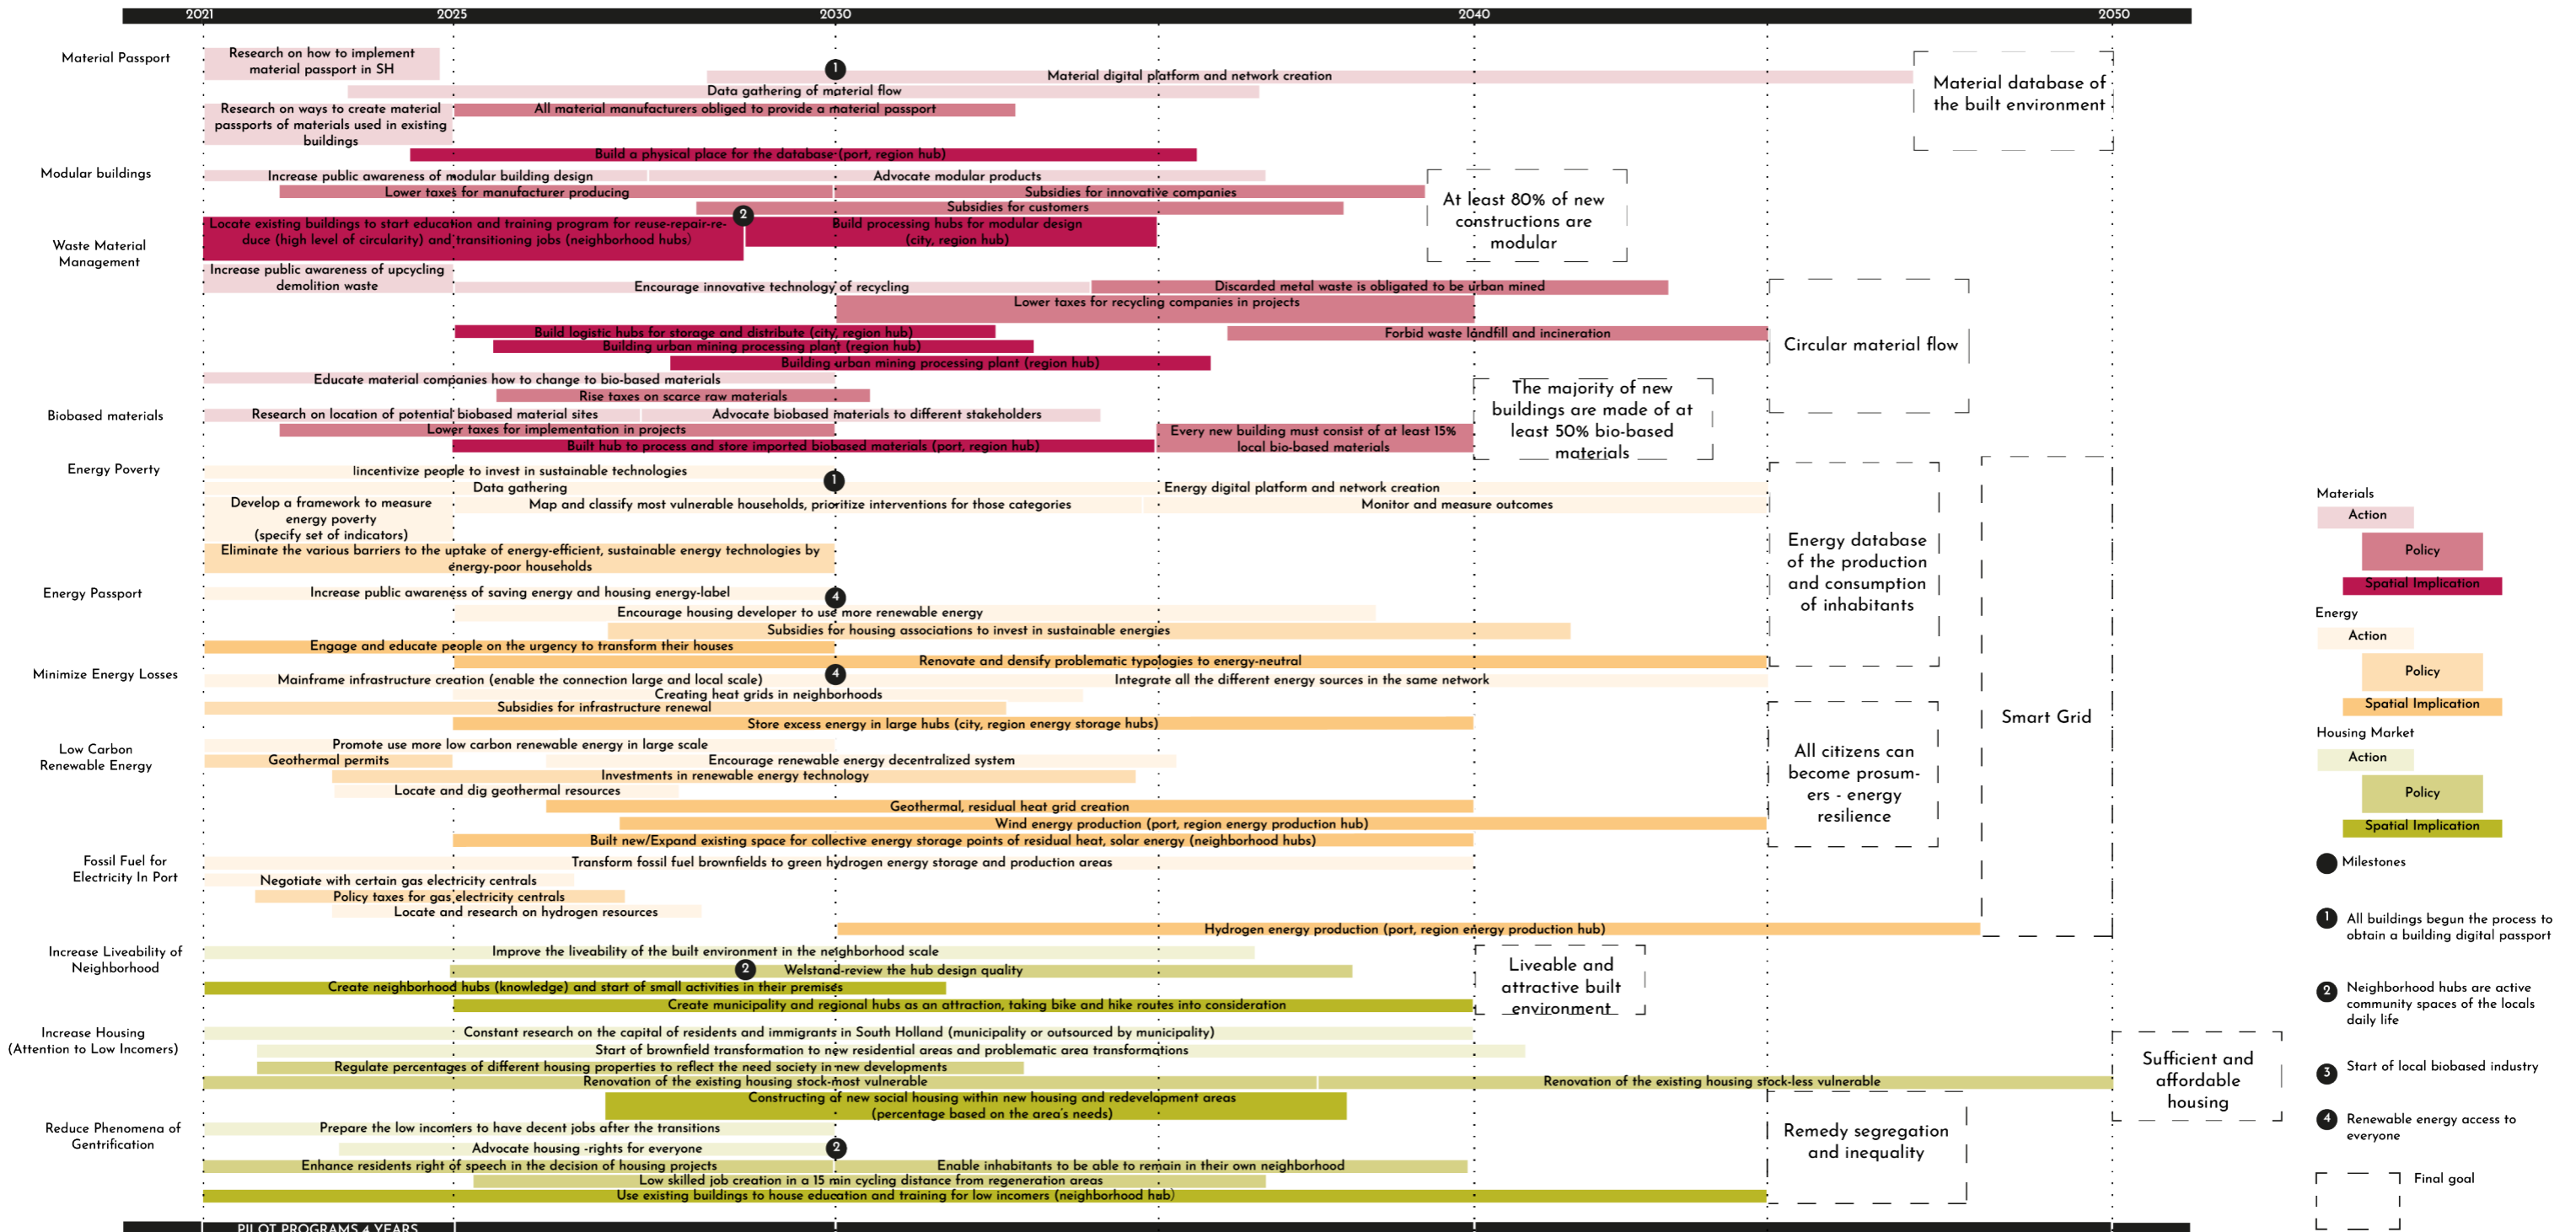 2021 2025 2030 2040 2050
Material Passport
Research on how to implement
material passport in SH
1
Material digital platform and network creation
Material database of
the built environment
Data gathering of material flow
Research on ways to create material
passports of materials used in existing
buildings
All material manufacturers obliged to provide a material passport
Build a physical place for the database (port, region hub)
Modular buildings
Increase public awareness of modular building design
Advocate modular products
Lower taxes for manufacturer producing
Subsidies for innovative companies
Subsidies for customers
At least 80% of new
constructions are
modular
2
Locate existing buildings to start education and training program for reuse-repair-re-
duce (high level of circularity) and transitioning jobs (neighborhood hubs)
Build processing hubs for modular design
(city, region hub)
Waste Material
Management
Increase public awareness of upcycling
demolition waste
Encourage innovative technology of recycling
Discarded metal waste is obligated to be urban mined
Lower taxes for recycling companies in projects
Build logistic hubs for storage and distribute (city, region hub)
Forbid waste landfill and incineration
Building urban mining processing plant (region hub)
Building urban mining processing plant (region hub)
Circular material flow
Educate material companies how to change to bio-based materials
Rise taxes on scarce raw materials
Biobased materials
Research on location of potential biobased material sites
Advocate biobased materials to different stakeholders
Lower taxes for implementation in projects
Built hub to process and store imported biobased materials (port, region hub)
Every new building must consist of at least 15%
local bio-based materials
The majority of new
buildings are made of at
least 50% bio-based
materials
Energy Poverty
Iincentivize people to invest in sustainable technologies
1
Data gathering
Energy digital platform and network creation
Develop a framework to measure
energy poverty
(specify set of indicators)
Map and classify most vulnerable households, prioritize interventions for those categories
Monitor and measure outcomes
Eliminate the various barriers to the uptake of energy-efficient, sustainable energy technologies by
energy-poor households
Energy database
of the production
and consumption
of inhabitants
Energy Passport
Increase public awareness of saving energy and housing energy-label
4
Encourage housing developer to use more renewable energy
Subsidies for housing associations to invest in sustainable energies
Engage and educate people on the urgency to transform their houses
Renovate and densify problematic typologies to energy-neutral
Minimize Energy Losses
Mainframe infrastructure creation (enable the connection large and local scale)
4
Integrate all the different energy sources in the same network
Creating heat grids in neighborhoods
Subsidies for infrastructure renewal
Store excess energy in large hubs (city, region energy storage hubs)
Smart Grid
Low Carbon
Renewable Energy
Promote use more low carbon renewable energy in large scale
Geothermal permits
Encourage renewable energy decentralized system
Investments in renewable energy technology
Locate and dig geothermal resources
Geothermal, residual heat grid creation
Wind energy production (port, region energy production hub)
Built new/Expand existing space for collective energy storage points of residual heat, solar energy (neighborhood hubs)
All citizens can
become prosum-
ers - energy
resilience
Fossil Fuel for
Electricity In Port
Transform fossil fuel brownfields to green hydrogen energy storage and production areas
Negotiate with certain gas electricity centrals
Policy taxes for gas electricity centrals
Locate and research on hydrogen resources
Hydrogen energy production (port, region energy production hub)
Increase Liveability of
Neighborhood
Improve the liveability of the built environment in the neighborhood scale
2
Welstand-review the hub design quality
Create neighborhood hubs (knowledge) and start of small activities in their premises
Create municipality and regional hubs as an attraction, taking bike and hike routes into consideration
Liveable and
attractive built
environment
Increase Housing
(Attention to Low Incomers)
Constant research on the capital of residents and immigrants in South Holland (municipality or outsourced by municipality)
Start of brownfield transformation to new residential areas and problematic area transformations
Regulate percentages of different housing properties to reflect the need society in new developments
Renovation of the existing housing stock-most vulnerable
Renovation of the existing housing stock-less vulnerable
Constructing of new social housing within new housing and redevelopment areas
(percentage based on the area's needs)
Sufficient and
affordable
housing
Reduce Phenomena of
Gentrification
Prepare the low incomers to have decent jobs after the transitions
Advocate housing -rights for everyone
2
Enhance residents right of speech in the decision of housing projects
Enable inhabitants to be able to remain in their own neighborhood
Low skilled job creation in a 15 min cycling distance from regeneration areas
Use existing buildings to house education and training for low incomers (neighborhood hub)
Remedy segregation
and inequality
PILOT PROGRAMS 4 YEARS
Materials
Action
Policy
Spatial Implication
Energy
Action
Policy
Spatial Implication
Housing Market
Action
Policy
Spatial Implication
Milestones
1 All buildings begun the process to
obtain a building digital passport
2 Neighborhood hubs are active
community spaces of the locals
daily life
3 Start of local biobased industry
4 Renewable energy access to
everyone
Final goal